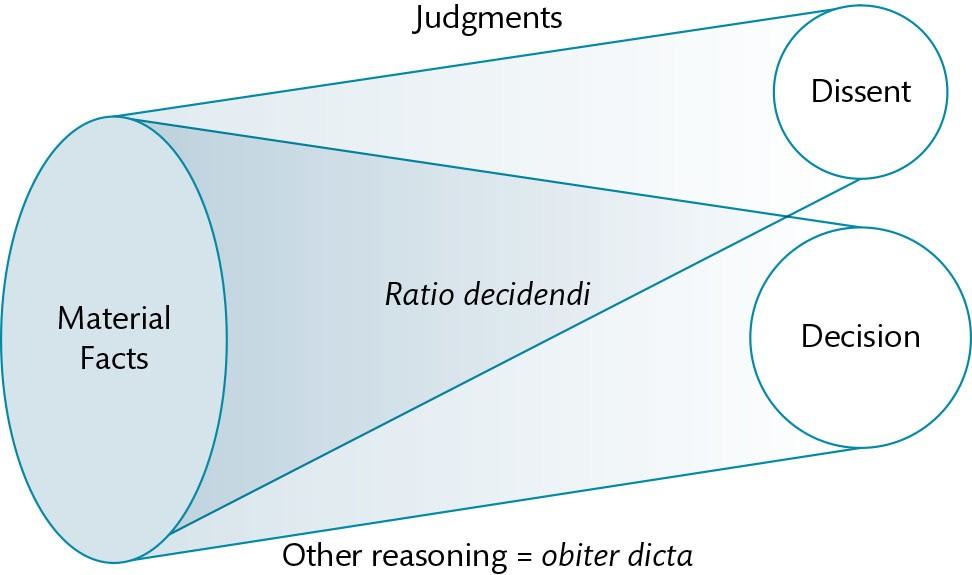 Judgments
Dissent
Ratio decidendi
Material
Facts
Decision
Other reasoning = obiter dicta